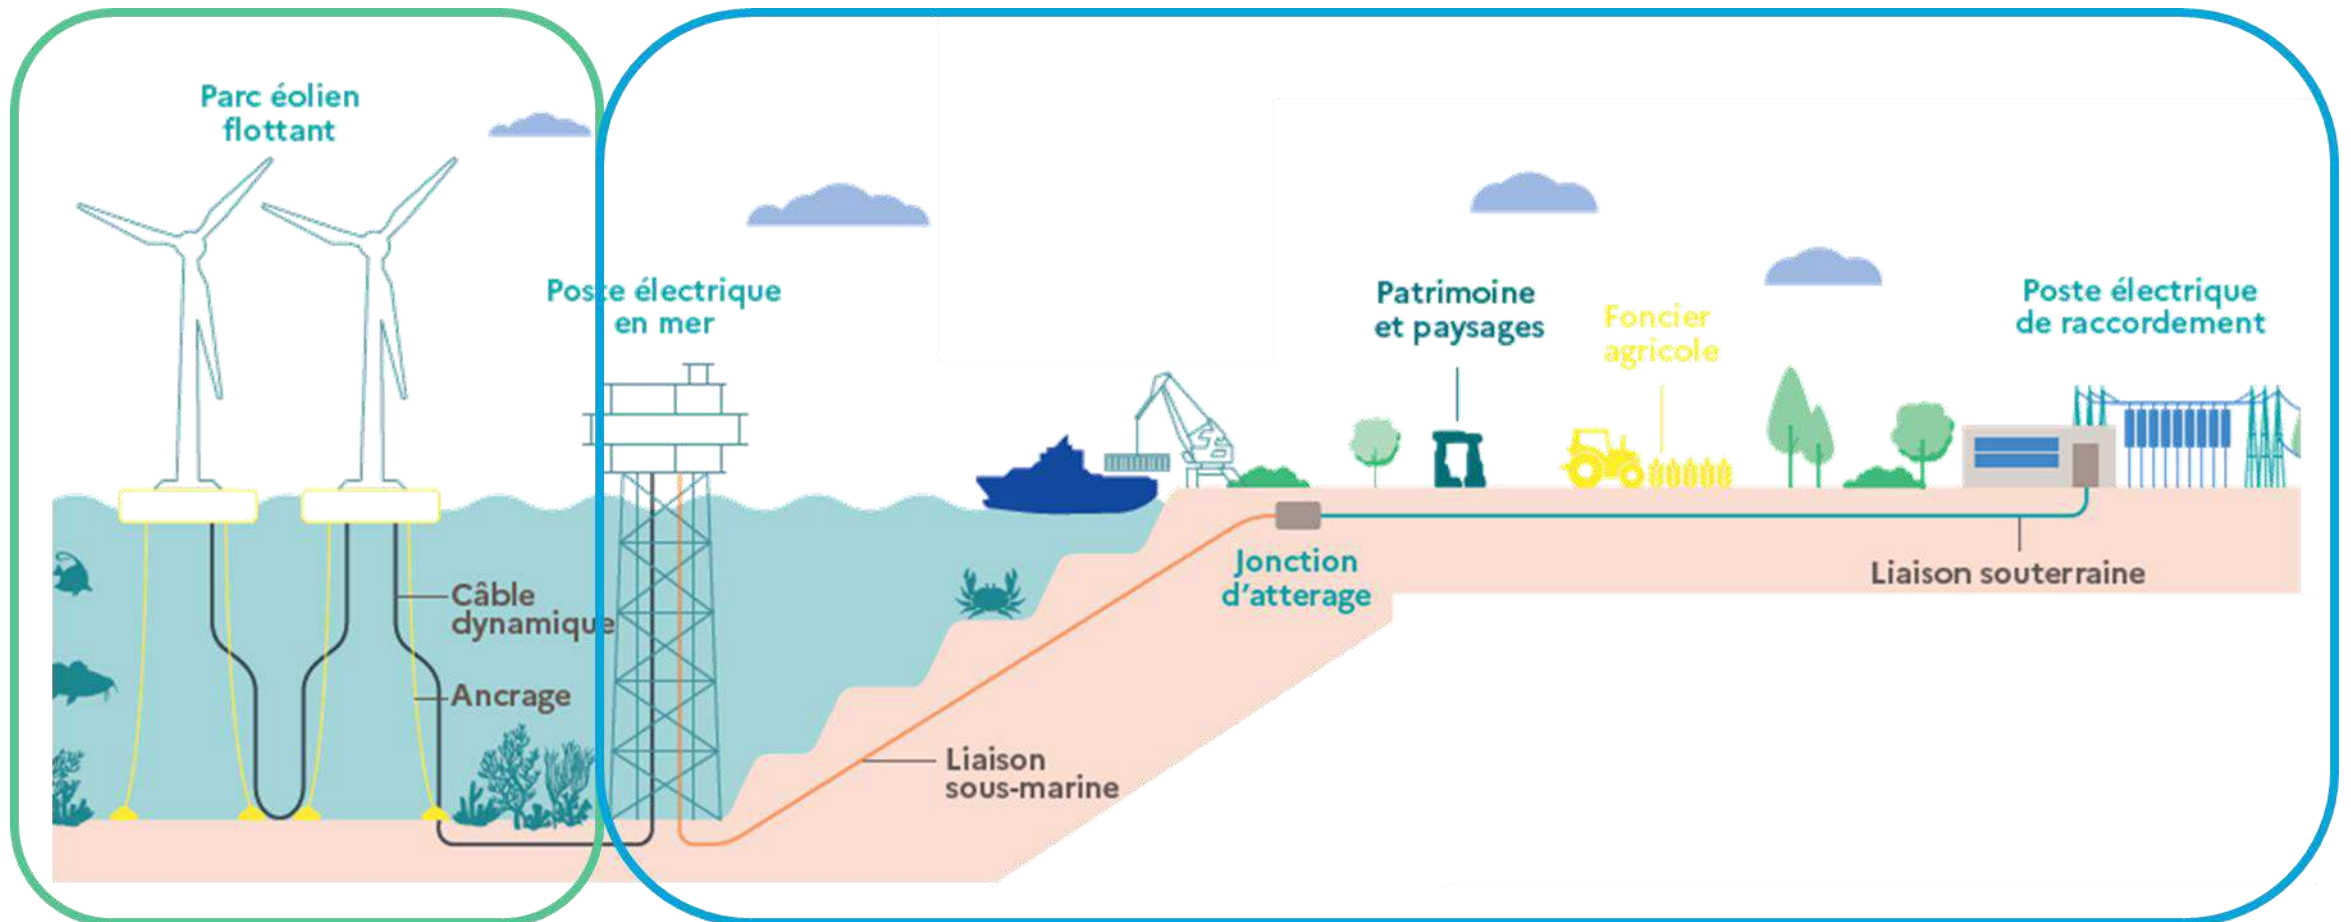 Parc éolien
flottant
Poste électrique
en mer
Patrimoine
et paysages
Foncier
agricole
Poste électrique
de raccordement
Câble
dynamique
Ancrage
Liaison
sous-marine
Jonction
d'atterage
Liaison souterraine